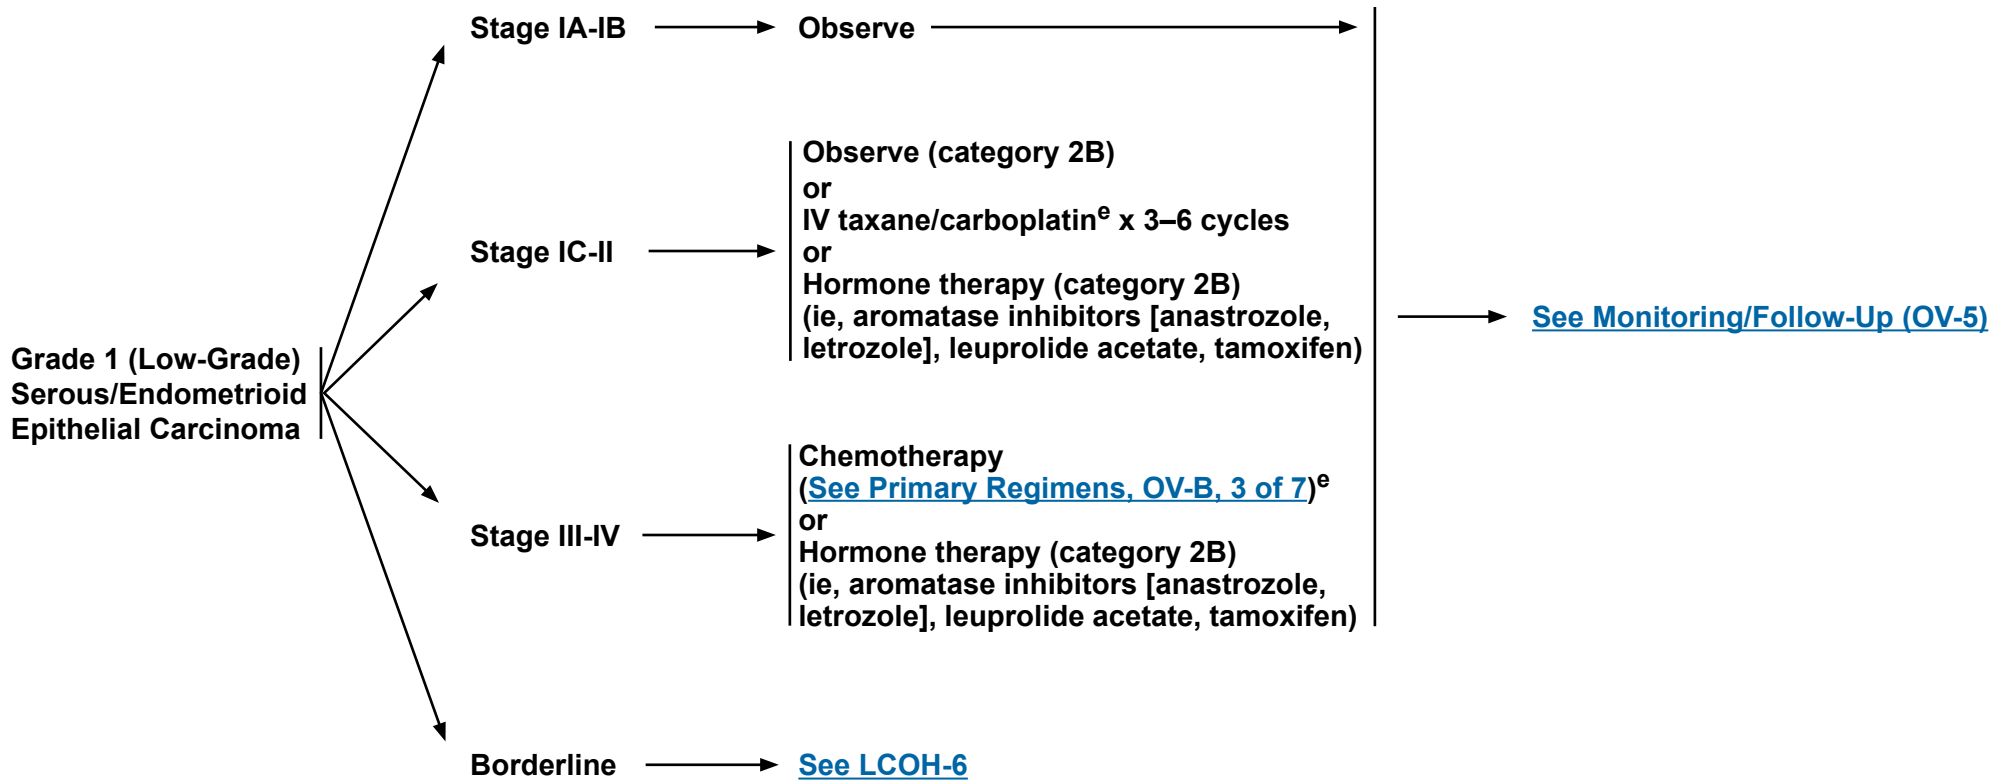 Grade 1 (Low-Grade)
Serous/Endometrioid
Epithelial Carcinoma
Stage IA-IB
Observe
Stage IC-II
Observe (category 2B)
or
IV taxane/carboplatinᵉ x 3–6 cycles
or
Hormone therapy (category 2B)
(ie, aromatase inhibitors [anastrozole,
letrozole], leuprolide acetate, tamoxifen)
Stage III-IV
Chemotherapy
(See Primary Regimens, OV-B, 3 of 7)ᵉ
or
Hormone therapy (category 2B)
(ie, aromatase inhibitors [anastrozole,
letrozole], leuprolide acetate, tamoxifen)
Borderline
See LCOH-6
See Monitoring/Follow-Up (OV-5)